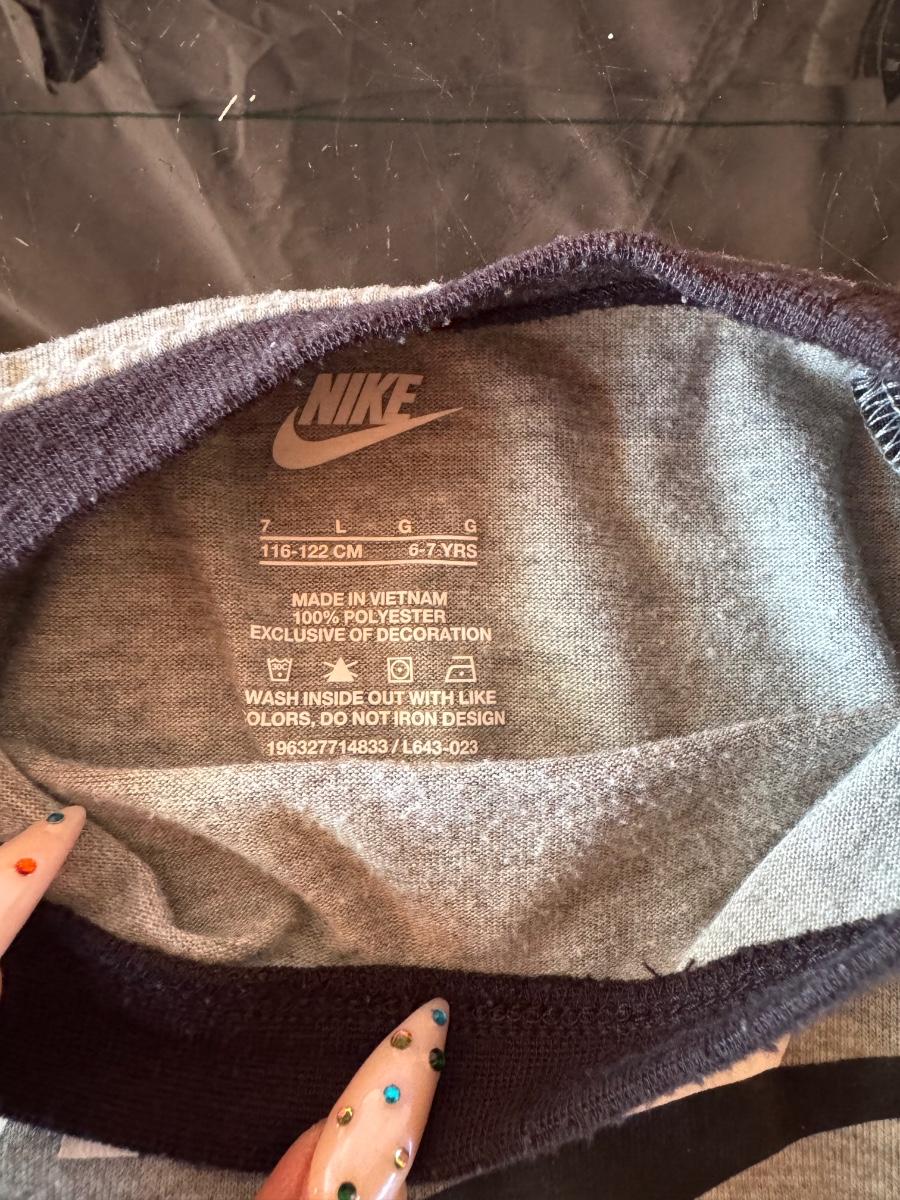 NIKE
7 L G G
116-122 CM 6-7 YRS
MADE IN VIETNAM
100% POLYESTER
EXCLUSIVE OF DECORATION
30C
WASH INSIDE OUT WITH LIKE
OLORS, DO NOT IRON DESIGN
196327714833 / L643-023